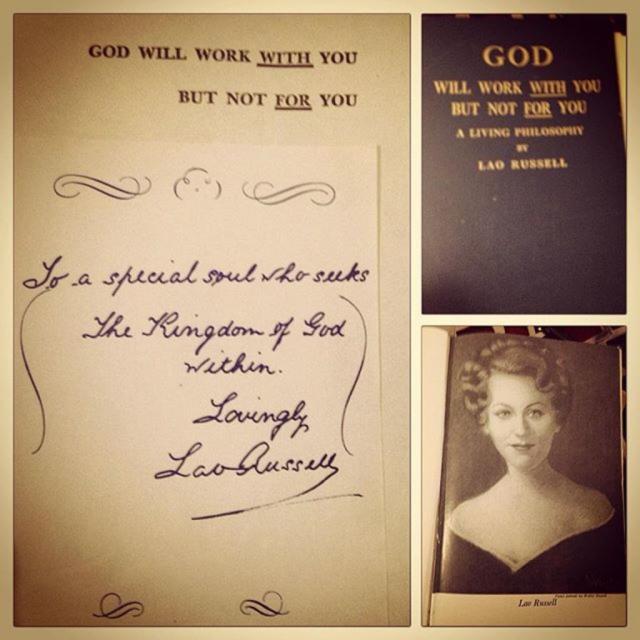 GOD WILL WORK WITH YOU
BUT NOT FOR YOU
To a special soul who seeks
The Kingdom of God
within.
Lovingly
Lao Russell
GOD
WILL WORK WITH YOU
BUT NOT FOR YOU
A LIVING PHILOSOPHY
BY
LAO RUSSELL
Lao Russell